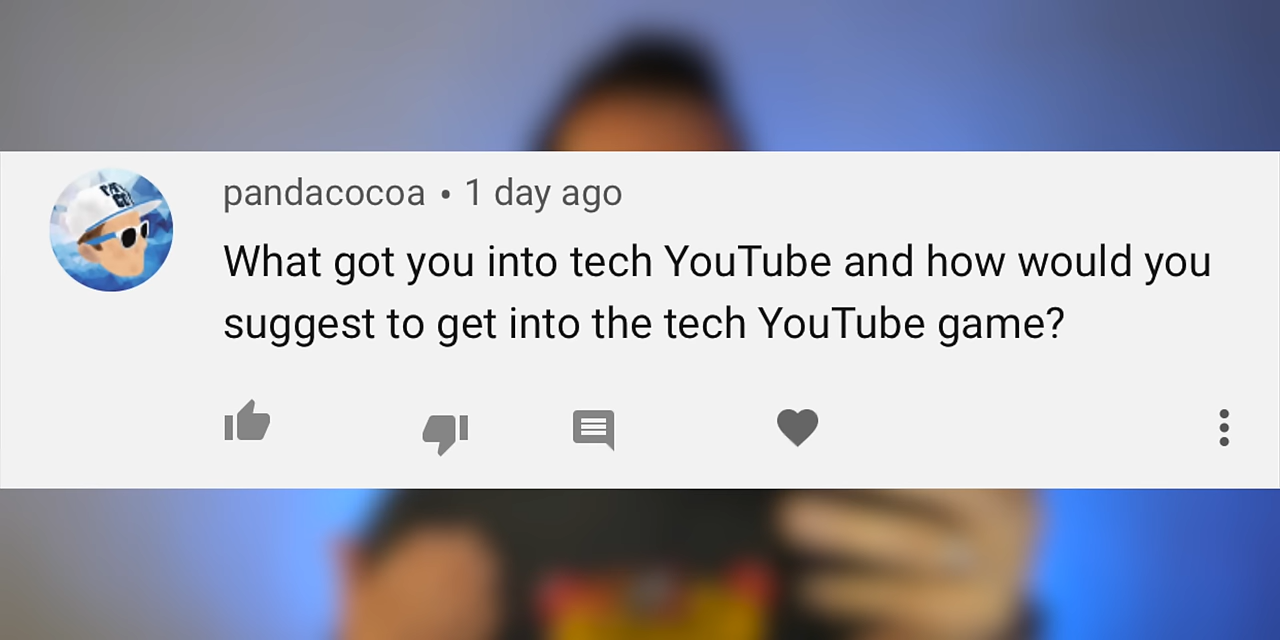 pandacocoa • 1 day ago
What got you into tech YouTube and how would you
suggest to get into the tech YouTube game?